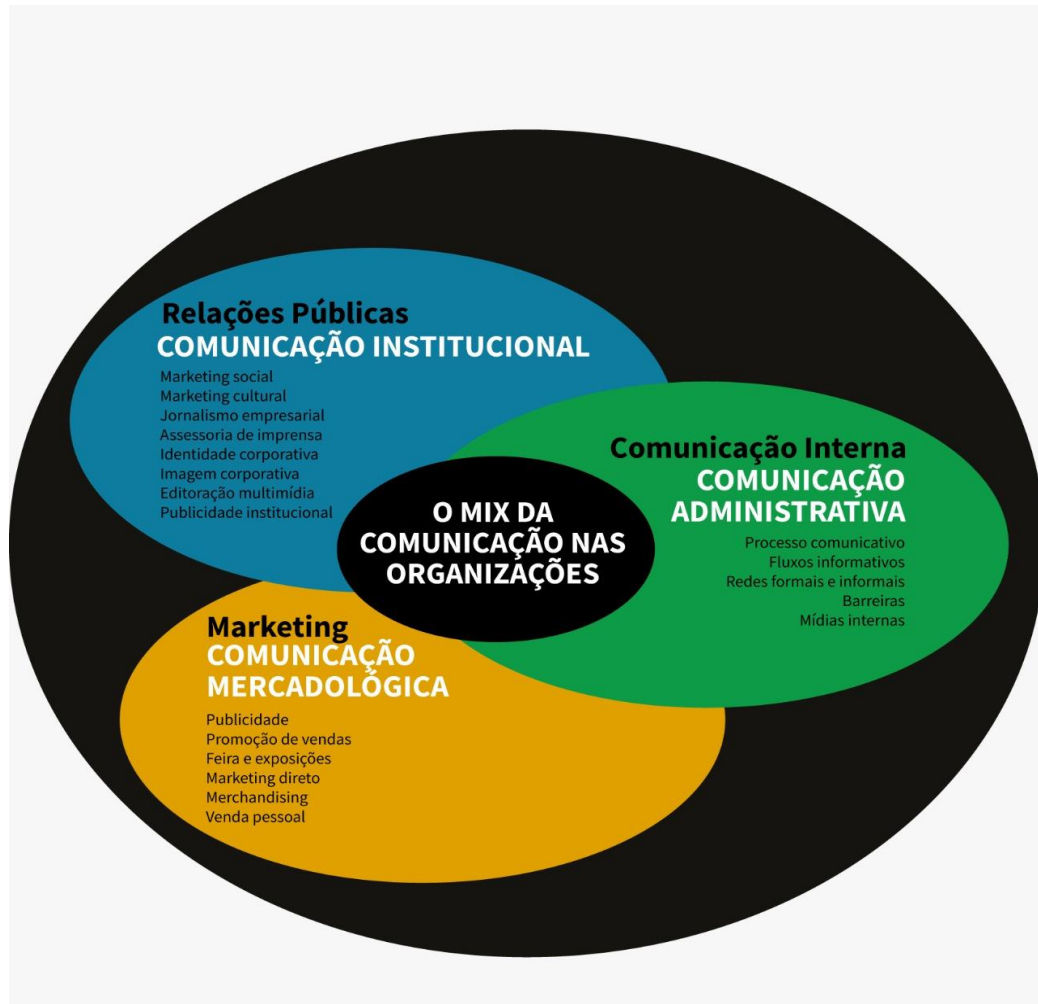 Relações Públicas
COMUNICAÇÃO INSTITUCIONAL
Marketing social
Marketing cultural
Jornalismo empresarial
Assessoria de imprensa
Identidade corporativa
Imagem corporativa
Editoração multimídia
Publicidade institucional
Comunicação Interna
COMUNICAÇÃO
ADMINISTRATIVA
Processo comunicativo
Fluxos informativos
Redes formais e informais
Barreiras
Mídias internas
O MIX DA
COMUNICAÇÃO NAS
ORGANIZAÇÕES
Marketing
COMUNICAÇÃO
MERCADOLÓGICA
Publicidade
Promoção de vendas
Feira e exposições
Marketing direto
Merchandising
Venda pessoal